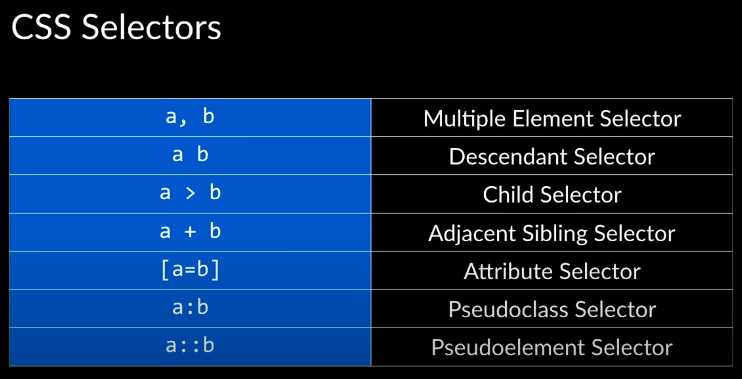 CSS Selectors
a, b Multiple Element Selector
a b Descendant Selector
a > b Child Selector
a + b Adjacent Sibling Selector
[a=b] Attribute Selector
a:b Pseudoclass Selector
a::b Pseudoelement Selector